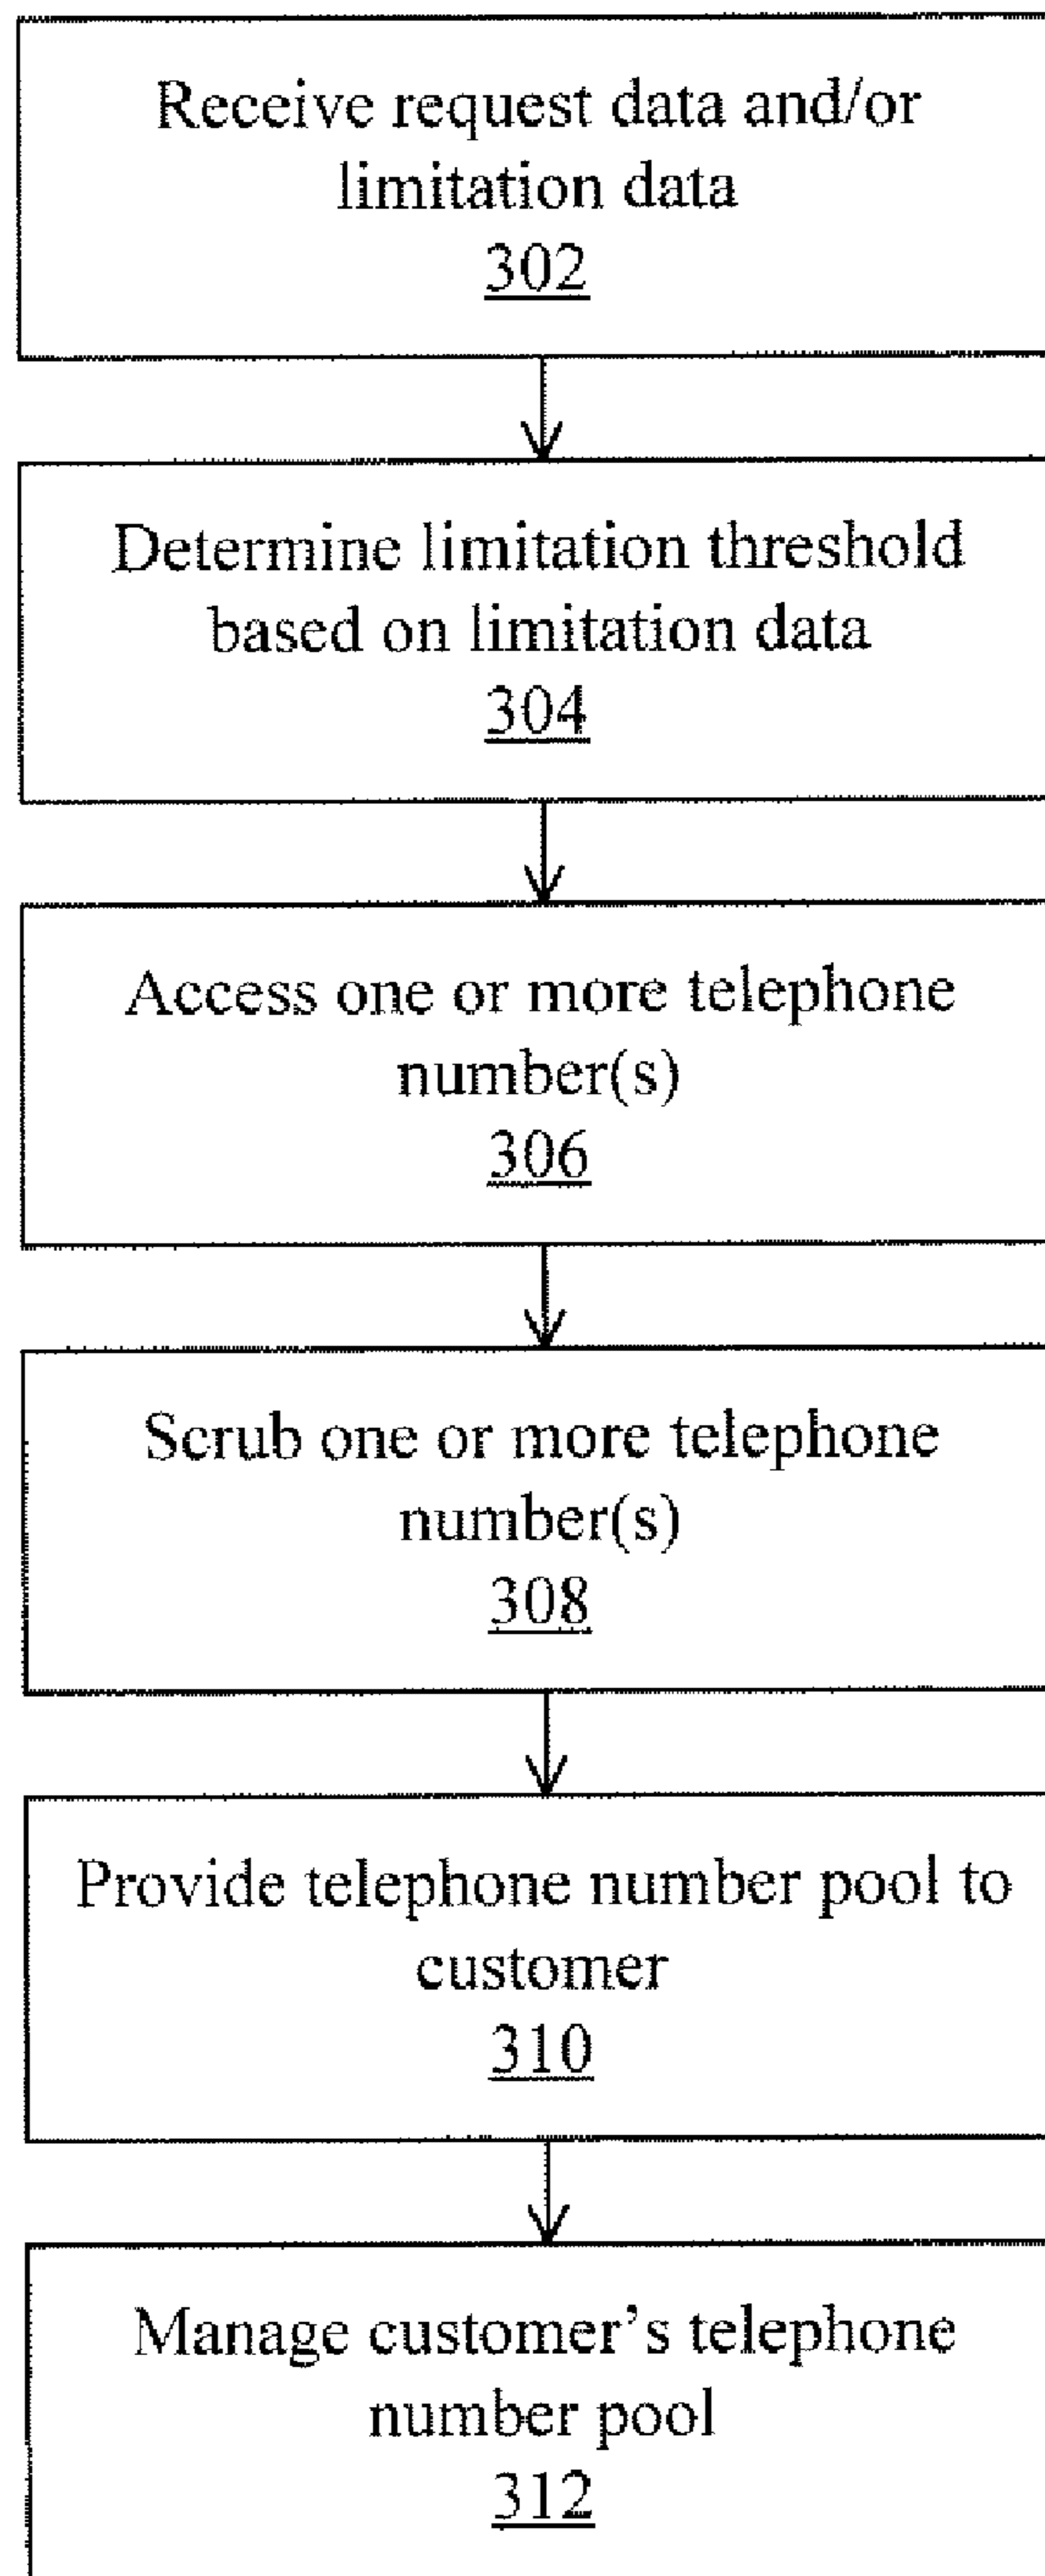 Receive request data and/or
limitation data
302
Determine limitation threshold
based on limitation data
304
Access one or more telephone
number(s)
306
Scrub one or more telephone
number(s)
308
Provide telephone number pool to
customer
310
Manage customer’s telephone
number pool
312